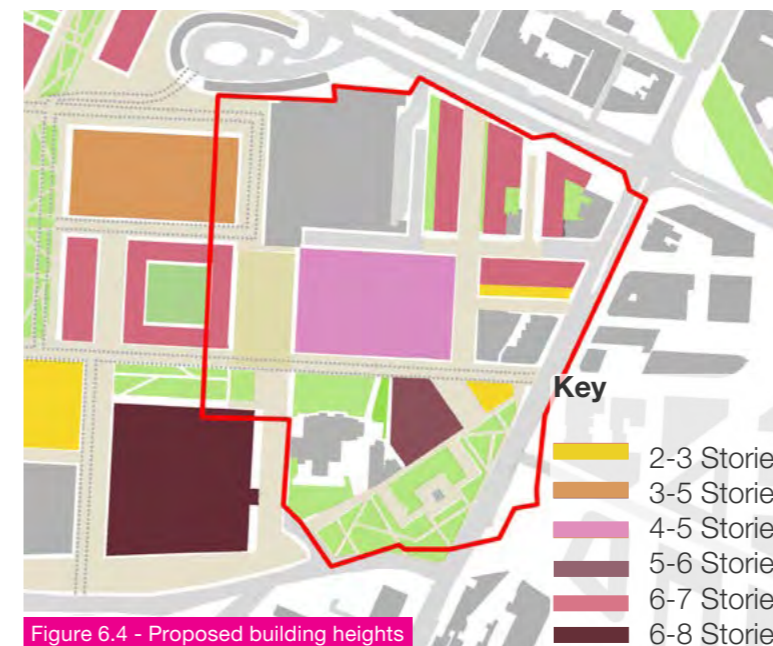 Key
2-3 Storie
3-5 Storie
4-5 Storie
5-6 Storie
6-7 Storie
6-8 Storie
Figure 6.4 - Proposed building heights